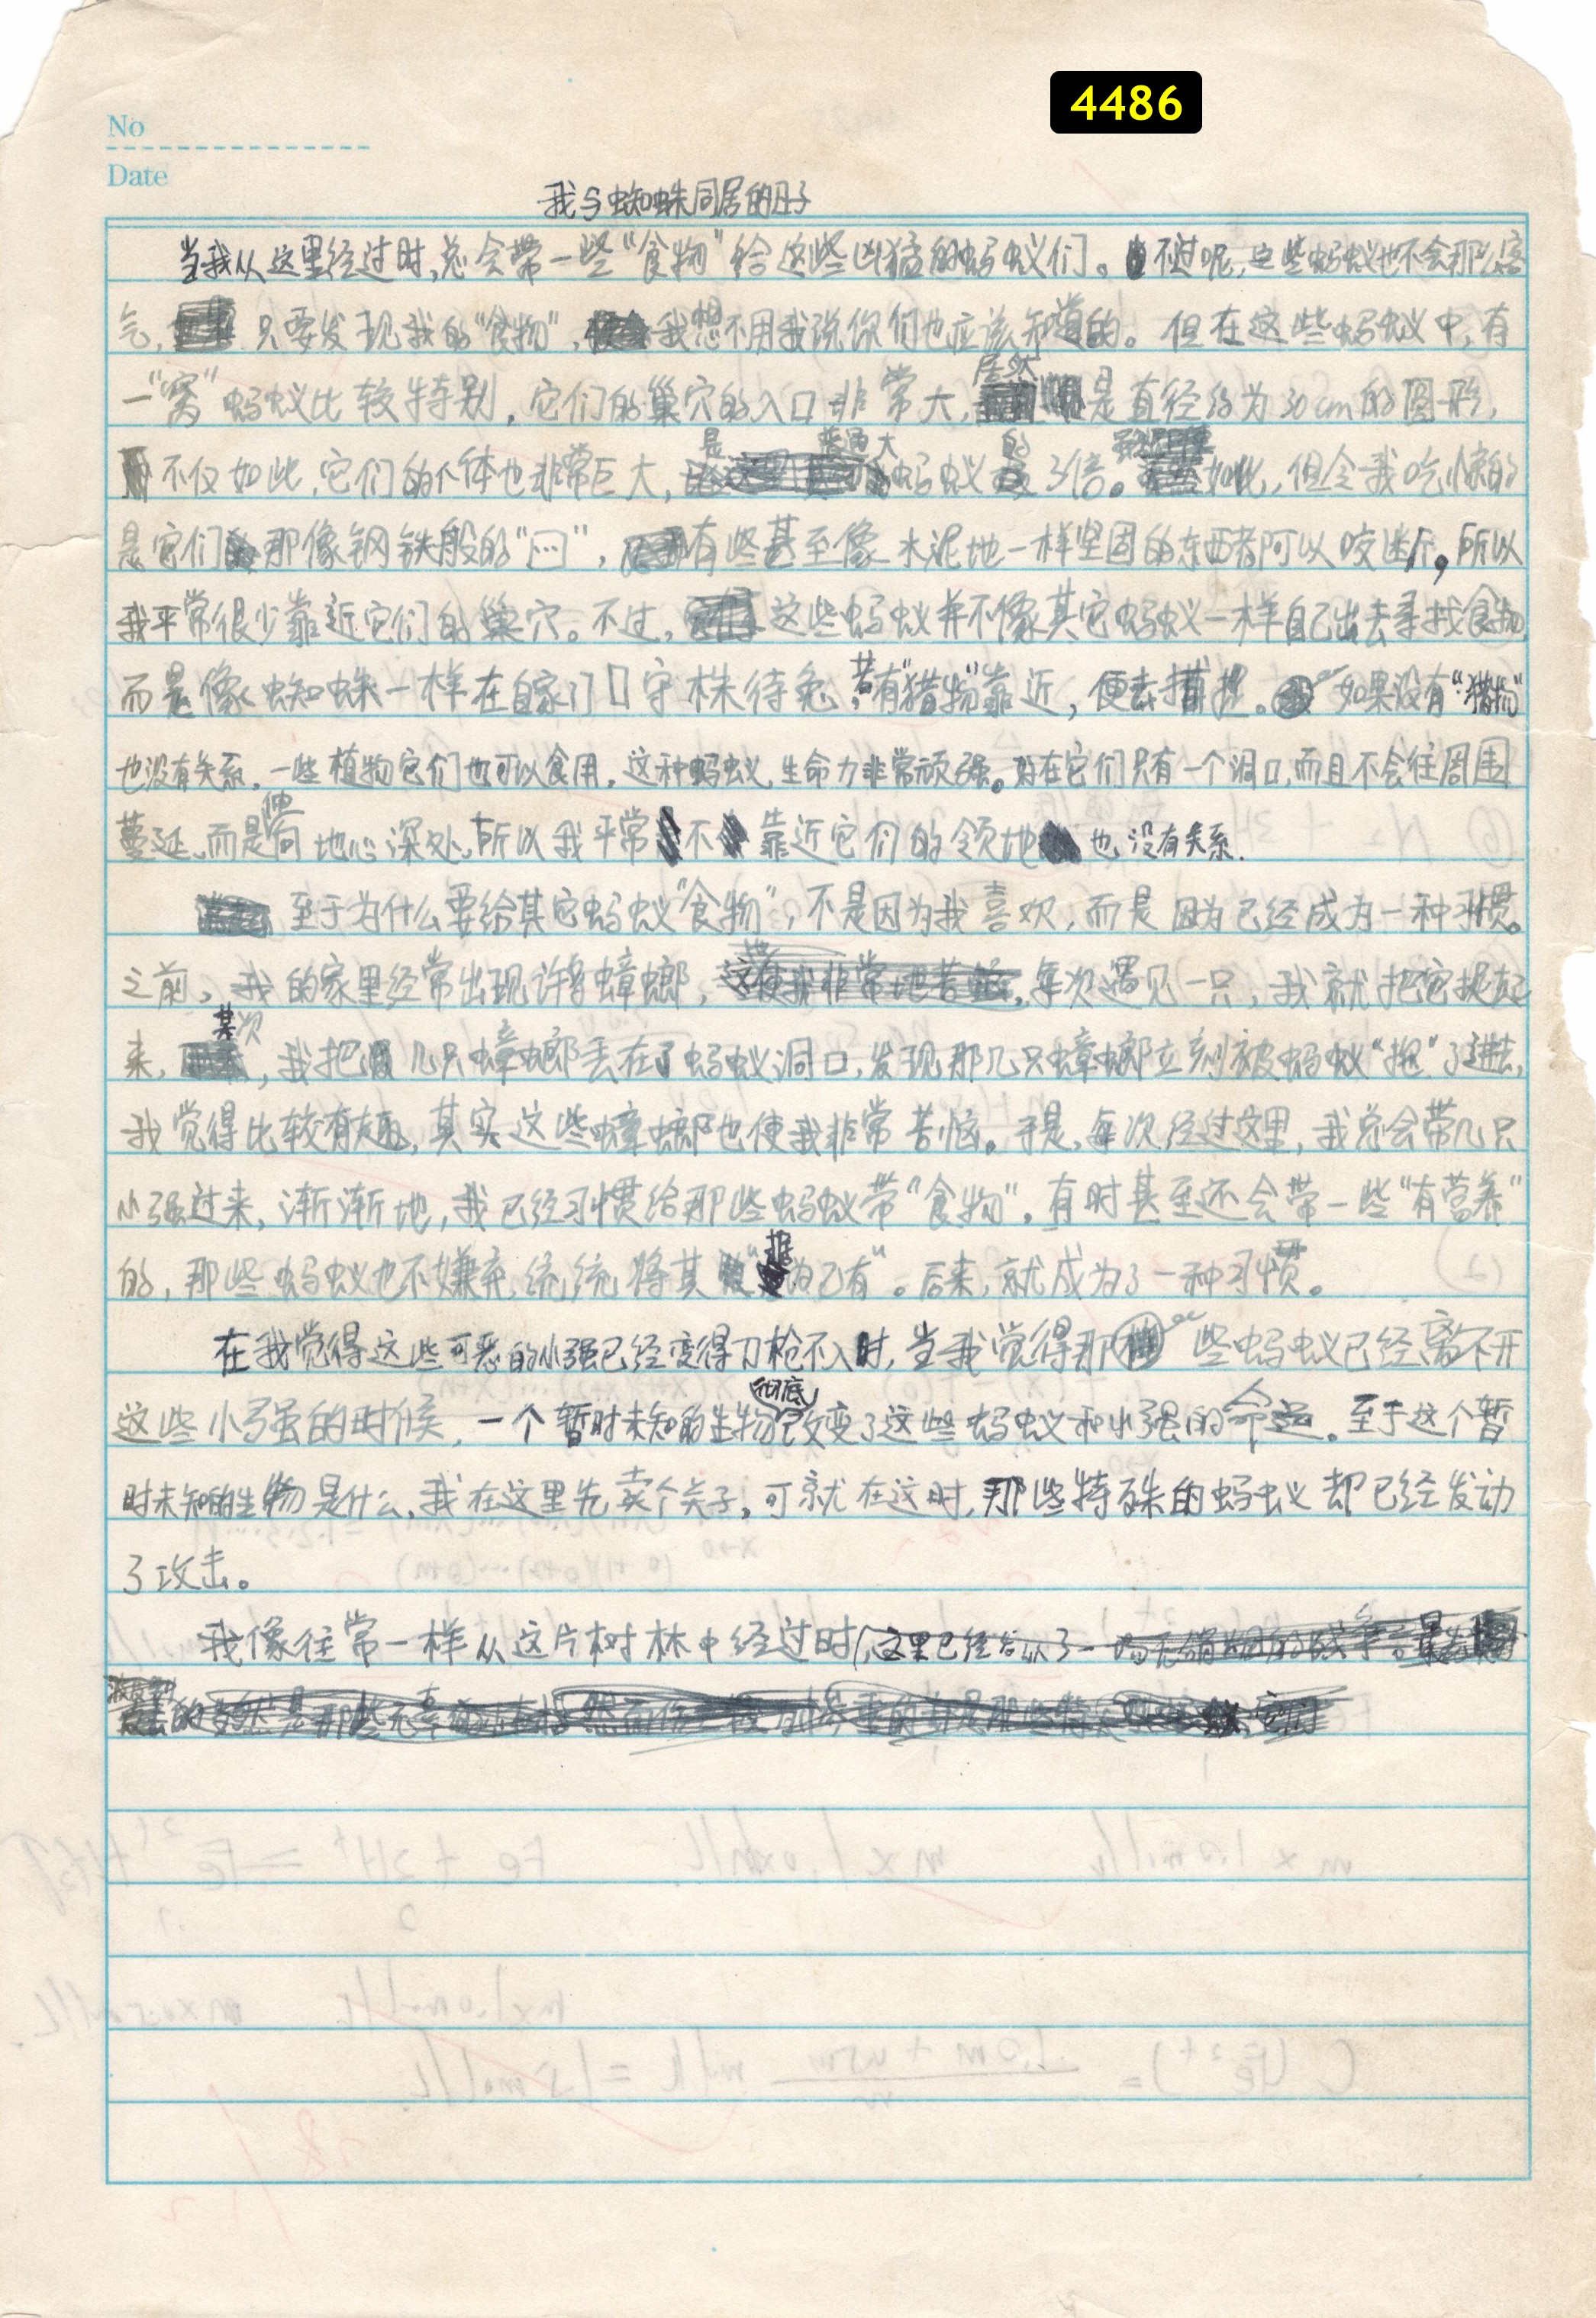 4486
No
Date
我与蜘蛛同居的日子
当我从这里经过时,总会带一些“食物”给这些凶猛的蚂蚁们。不过呢,这些蚂蚁也不会那么客
气,只要发现我的“食物”,我想不用我说你们也应该知道的。但在这些蚂蚁中,有
一“窝”蚂蚁比较特别,它们的巢穴的入口非常大,居然是直径约为30cm的圆形,
不仅如此,它们的个体也非常巨大,是普通大蚂蚁的3倍。如此,但令我吃惊的
是它们那像钢铁般的“口”,有些甚至像水泥地一样坚固的东西都可以咬断,所以
我平常很少靠近它们的巢穴。不过,这些蚂蚁并不像其它蚂蚁一样自己出去寻找食物,
而是像蜘蛛一样在自家门口守株待兔,若有“猎物”靠近,便去捕捉。如果没有“猎物”
也没有关系,一些植物它们也可以食用,这种蚂蚁,生命力非常顽强。好在它们只有一个洞口,而且不会往周围
蔓延,而是伸向地心深处,所以我平常不靠近它们的领地也没有关系.
至于为什么要给其它蚂蚁“食物”,不是因为我喜欢,而是因为已经成为一种习惯。
之前,我的家里经常出现许多蟑螂,每次遇见一只,我就把它捉起
来,某次,我把几只蟑螂丢在了蚂蚁洞口,发现那几只蟑螂立刻被蚂蚁“拖”了进去,
我觉得比较有趣,其实这些蟑螂也使我非常苦恼。于是,每次经过这里,我总会带几只
小强过来,渐渐地,我已经习惯给那些蚂蚁带“食物”,有时甚至还会带一些“有营养”
的,那些蚂蚁也不嫌弃,统统将其“据为己有”。后来,就成为了一种习惯。
在我觉得这些可恶的小强已经变得刀枪不入时,当我觉得那些蚂蚁已经离不开
这些小强的时候,一个暂时未知的生物彻底改变了这些蚂蚁和小强的命运。至于这个暂
时未知的生物是什么,我在这里先卖个关子,可就在这时,那些特殊的蚂蚁却已经发动
了攻击。
我像往常一样从这片树林中经过时,